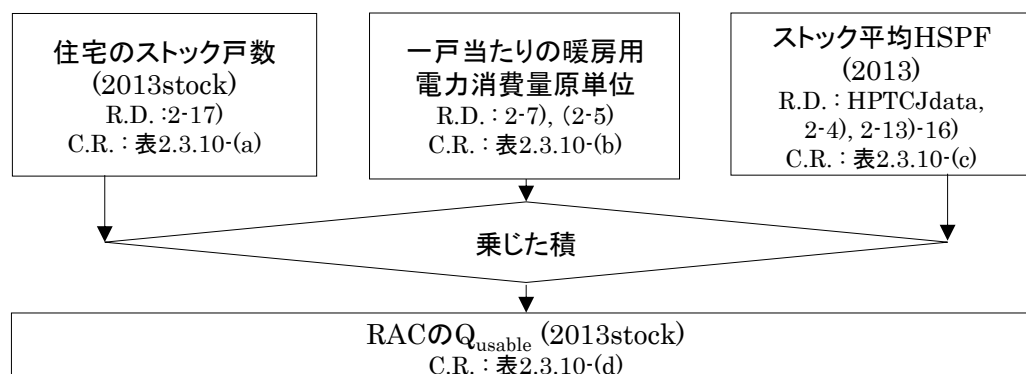 住宅のストック戸数
(2013stock)
R.D. :2-17)
C.R.：表2.3.10-(a)
一戸当たりの暖房用
電力消費量原単位
R.D.：2-7), (2-5)
C.R.：表2.3.10-(b)
ストック平均HSPF
(2013)
R.D.：HPTCJdata,
2-4), 2-13)-16)
C.R.：表2.3.10-(c)
乗じた積
RACのQusable (2013stock)
C.R.：表2.3.10-(d)